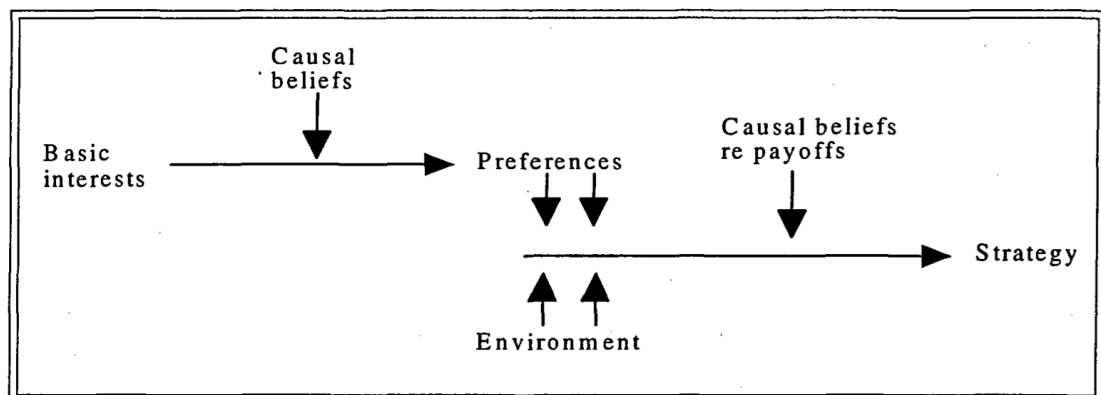 Causal
beliefs
Causal beliefs
re payoffs
Basic
interests
Preferences
Strategy
Environment